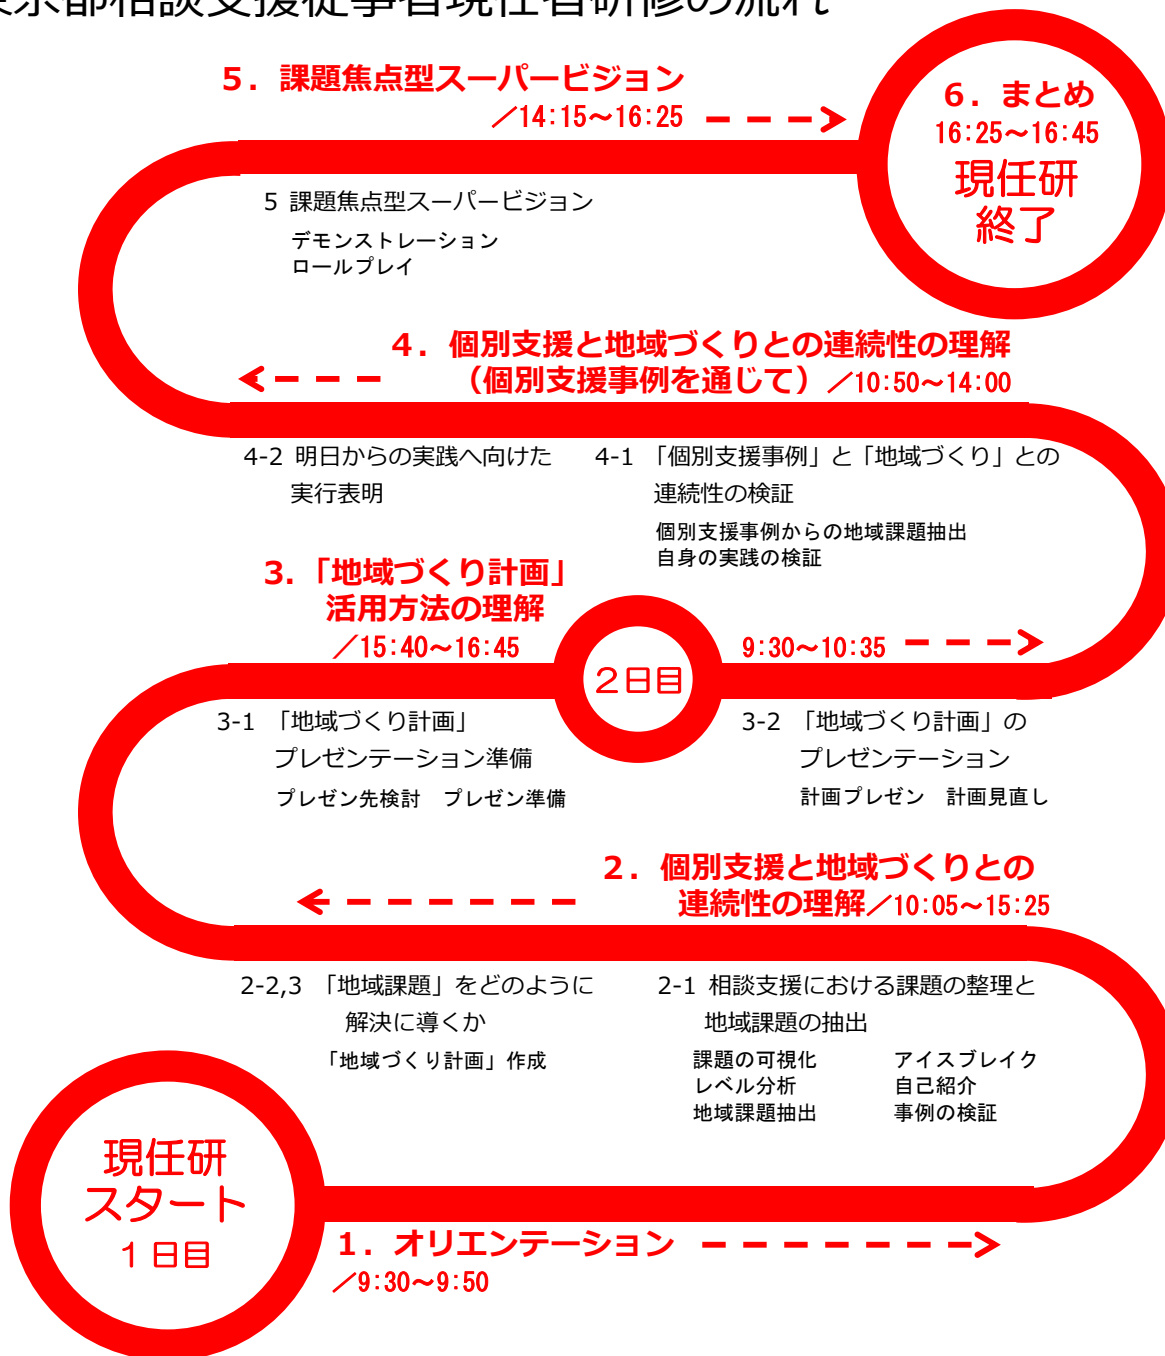 京都相談支援従事者現任者研修の流れ
5．課題焦点型スーパービジョン
／14:15～16:25
6．まとめ
16:25～16:45
現任研
終了
5 課題焦点型スーパービジョン
デモンストレーション
ロールプレイ
4．個別支援と地域づくりとの連続性の理解
（個別支援事例を通じて）／10:50～14:00
4-2 明日からの実践へ向けた
実行表明
4-1 「個別支援事例」と「地域づくり」との
連続性の検証
個別支援事例からの地域課題抽出
自身の実践の検証
3.「地域づくり計画」
活用方法の理解
／15:40～16:45
2日目
9:30～10:35
3-1 「地域づくり計画」
プレゼンテーション準備
プレゼン先検討　プレゼン準備
3-2 「地域づくり計画」の
プレゼンテーション
計画プレゼン　計画見直し
2．個別支援と地域づくりとの
連続性の理解／10:05～15:25
2-2,3 「地域課題」をどのように
解決に導くか
「地域づくり計画」作成
2-1 相談支援における課題の整理と
地域課題の抽出
課題の可視化
レベル分析
地域課題抽出
アイスブレイク
自己紹介
事例の検証
現任研
スタート
1日目
1．オリエンテーション
／9:30～9:50